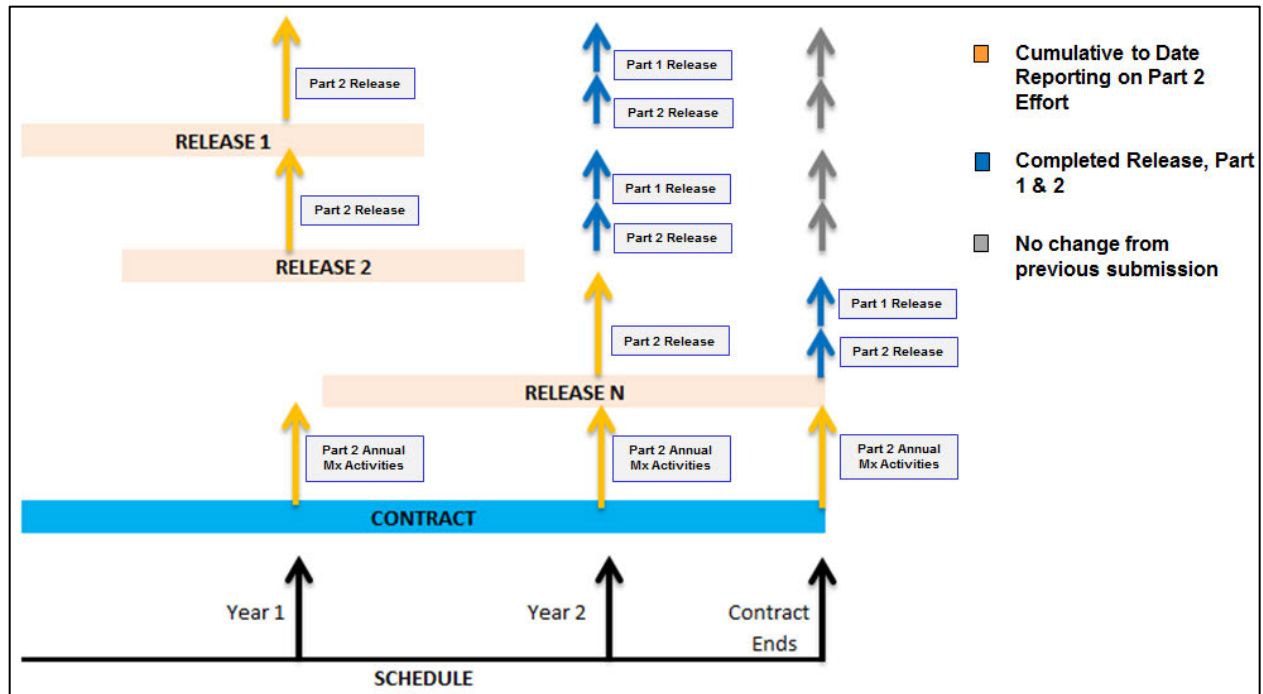 Part 2 Release
Part 1 Release
Part 2 Release
RELEASE 1
Part 2 Release
Part 1 Release
Part 2 Release
RELEASE 2
Part 2 Release
Part 1 Release
Part 2 Release
RELEASE N
Part 2 Annual
Mx Activities
Part 2 Annual
Mx Activities
Part 2 Annual
Mx Activities
CONTRACT
Year 1
Year 2
Contract
Ends
SCHEDULE
Cumulative to Date
Reporting on Part 2
Effort
Completed Release, Part
1 & 2
No change from
previous submission